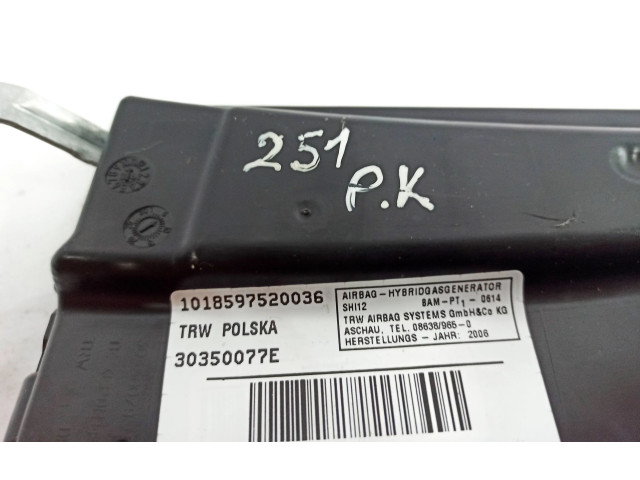 251
P.K
1018597520036
TRW POLSKA
30350077E
AIRBAG - HYBRIDGASGENERATOR
SHI12 BAM-PT1 - 0614
TRW AIRBAG SYSTEMS GmbH&Co KG
ASCHAU, TEL. 08638/965-0
HERSTELLUNGS - JAHR: 2006